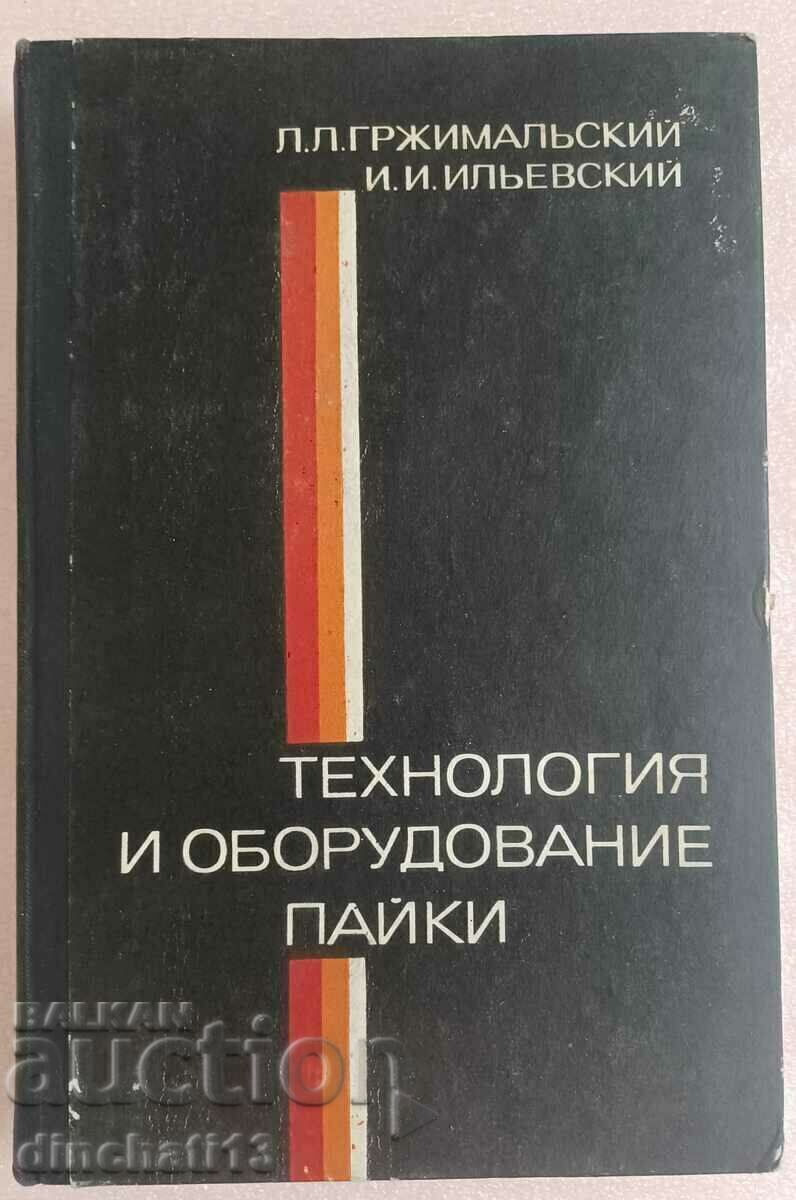 Л.Л.ГРЖИМАЛЬСКИЙ
И.И.ИЛЬЕВСКИЙ
ТЕХНОЛОГИЯ
И ОБОРУДОВАНИЕ
ПАЙКИ
BALKAN
auction
dinchati13